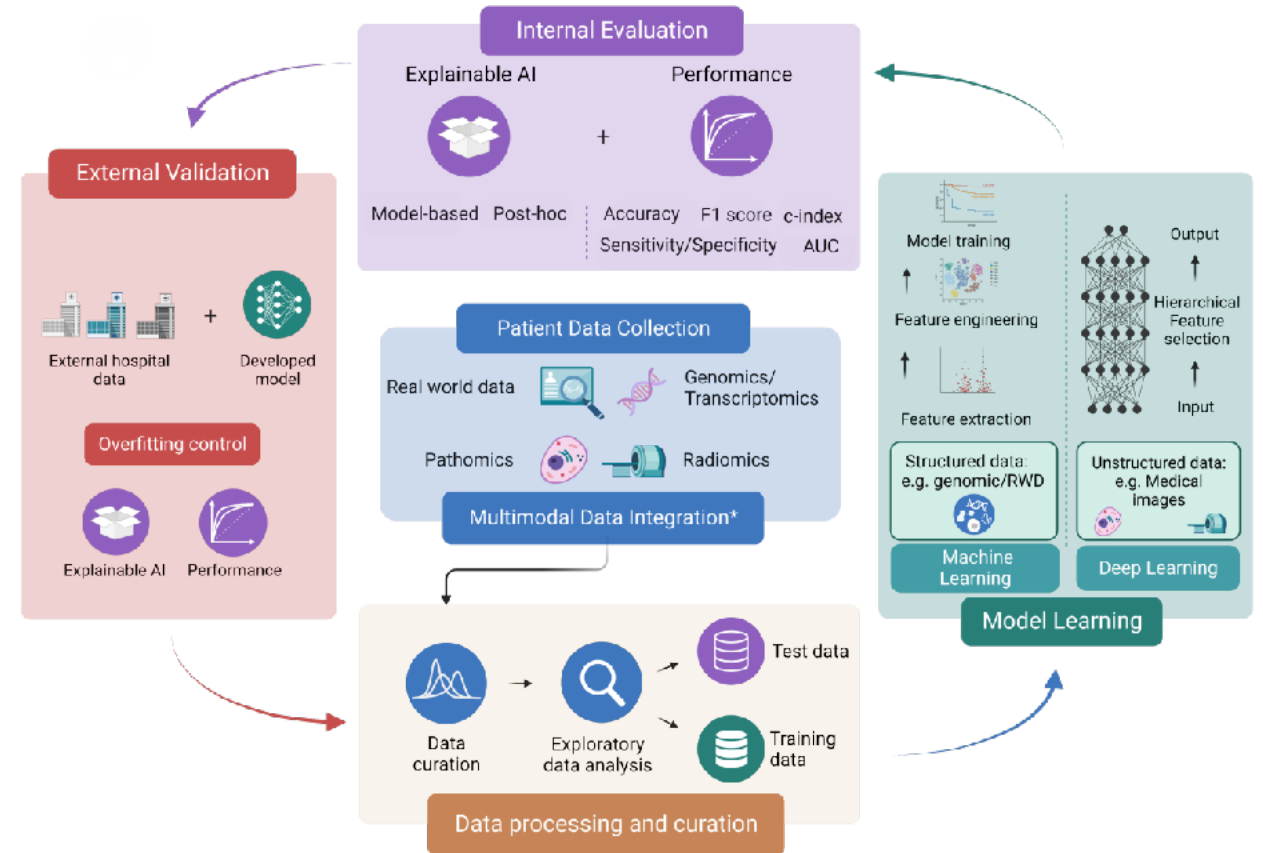 Internal Evaluation
Explainable AI
Performance
+
Model-based
Post-hoc
Accuracy
F1 score
c-index
Sensitivity/Specificity
AUC
External Validation
+
External hospital
data
Developed
model
Overfitting control
Explainable AI
Performance
Patient Data Collection
Real world data
Genomics/
Transcriptomics
Pathomics
Radiomics
Multimodal Data Integration*
Model training
Feature engineering
Feature extraction
Structured data:
e.g. genomic/RWD
Machine
Learning
Output
Hierarchical
Feature
selection
Input
Unstructured data:
e.g. Medical
images
Deep Learning
Model Learning
Data
curation
Exploratory
data analysis
Test data
Training
data
Data processing and curation